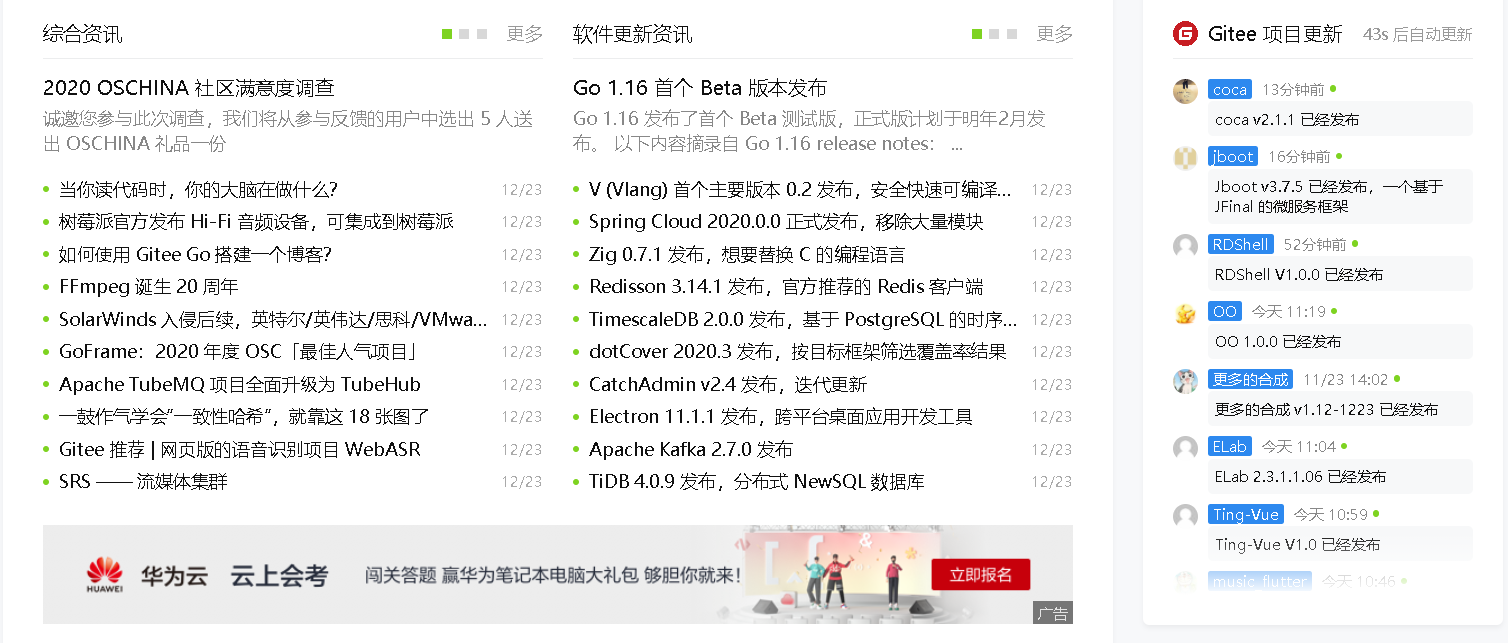 综合资讯
更多
2020 OSCHINA 社区满意度调查
诚邀您参与此次调查，我们将从参与反馈的用户中选出 5 人送
出 OSCHINA 礼品一份
当你读代码时，你的大脑在做什么?
12/23
树莓派官方发布 Hi-Fi 音频设备，可集成到树莓派
12/23
如何使用 Gitee Go 搭建一个博客?
12/23
FFmpeg 诞生 20 周年
12/23
SolarWinds 入侵后续，英特尔/英伟达/思科/VMwa...
12/23
GoFrame：2020 年度 OSC「最佳人气项目」
12/23
Apache TubeMQ 项目全面升级为 TubeHub
12/23
一鼓作气学会“一致性哈希”，就靠这 18 张图了
12/23
Gitee 推荐 | 网页版的语音识别项目 WebASR
12/23
SRS —— 流媒体集群
12/23
软件更新资讯
更多
Go 1.16 首个 Beta 版本发布
Go 1.16 发布了首个 Beta 测试版，正式版计划于明年2月发
布。 以下内容摘录自 Go 1.16 release notes： ...
V (Vlang) 首个主要版本 0.2 发布，安全快速可编译...
12/23
Spring Cloud 2020.0.0 正式发布，移除大量模块
12/23
Zig 0.7.1 发布，想要替换 C 的编程语言
12/23
Redisson 3.14.1 发布，官方推荐的 Redis 客户端
12/23
TimescaleDB 2.0.0 发布，基于 PostgreSQL 的时序...
12/23
dotCover 2020.3 发布，按目标框架筛选覆盖率结果
12/23
CatchAdmin v2.4 发布，迭代更新
12/23
Electron 11.1.1 发布，跨平台桌面应用开发工具
12/23
Apache Kafka 2.7.0 发布
12/23
TiDB 4.0.9 发布，分布式 NewSQL 数据库
12/23
HUAWEI
华为云 云上会考
闯关答题 赢华为笔记本电脑大礼包 够胆你就来！
立即报名
广告
Gitee 项目更新
43s 后自动更新
coca 13分钟前
coca v2.1.1 已经发布
jboot 16分钟前
Jboot v3.7.5 已经发布，一个基于
JFinal 的微服务框架
RDShell 52分钟前
RDShell V1.0.0 已经发布
OO 今天 11:19
OO 1.0.0 已经发布
更多的合成 11/23 14:02
更多的合成 v1.12-1223 已经发布
ELab 今天 11:04
ELab 2.3.1.1.06 已经发布
Ting-Vue 今天 10:59
Ting-Vue V1.0 已经发布
music_flutter 今天 10:46